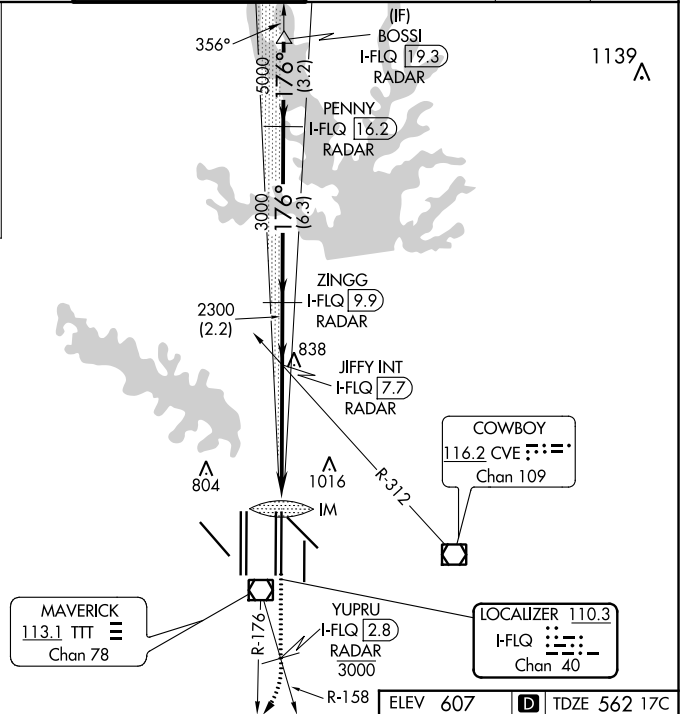 (IF)
BOSSI
I-FLQ 19.3
RADAR
356°
1139
5000
176°
(3.2)
PENNY
I-FLQ 16.2
RADAR
3000
176°
(6.3)
ZINGG
I-FLQ 9.9
RADAR
2300
(2.2)
838
JIFFY INT
I-FLQ 7.7
RADAR
COWBOY
116.2 CVE
Chan 109
R-312
804
1016
IM
MAVERICK
113.1 TTT
Chan 78
R-176
YUPRU
I-FLQ 2.8
RADAR
3000
R-158
LOCALIZER 110.3
I-FLQ
Chan 40
ELEV 607 D TDZE 562 17C